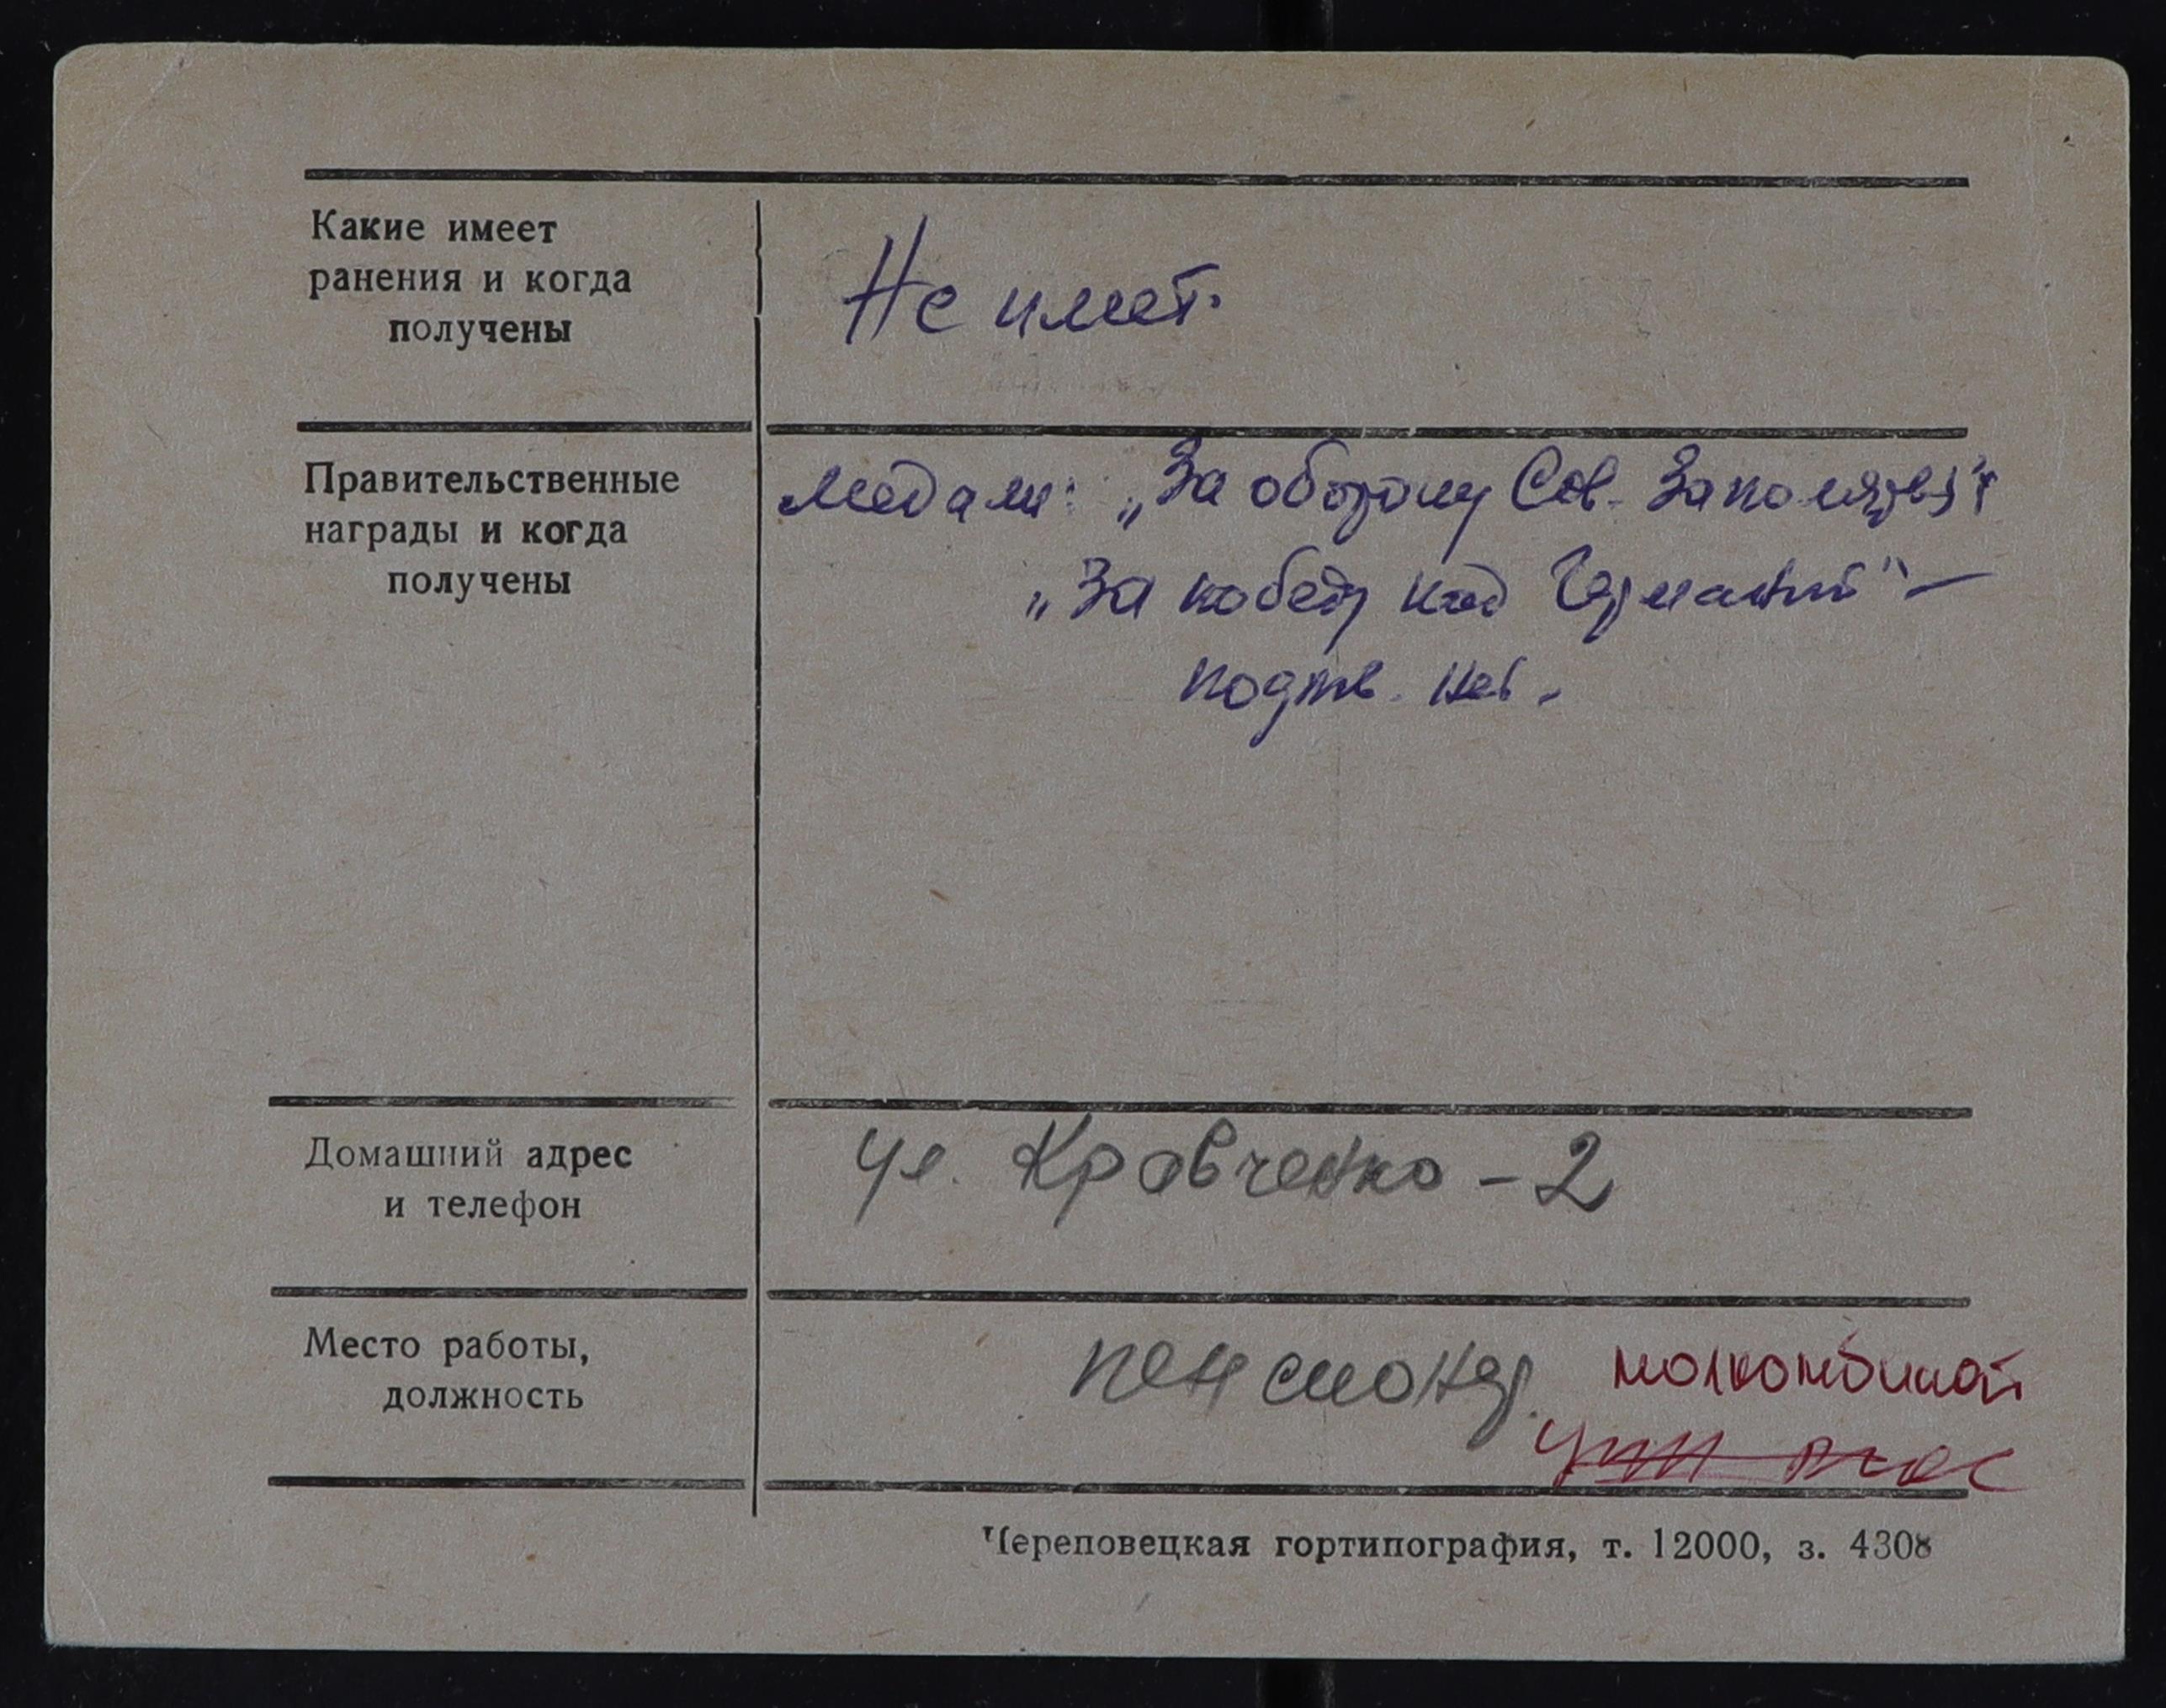 Какие имеет
ранения и когда
получены
Не имеет.
Правительственные
награды и когда
получены
Медали: „За оборону Сов. Заполярья"
„За победу над Германией" —
подтв. нет.
Домашний адрес
и телефон
ул. Кравченко - 2
Место работы,
должность
пенсионер. молкомбинат
Череповецкая гортипография, т. 12000, з. 4308